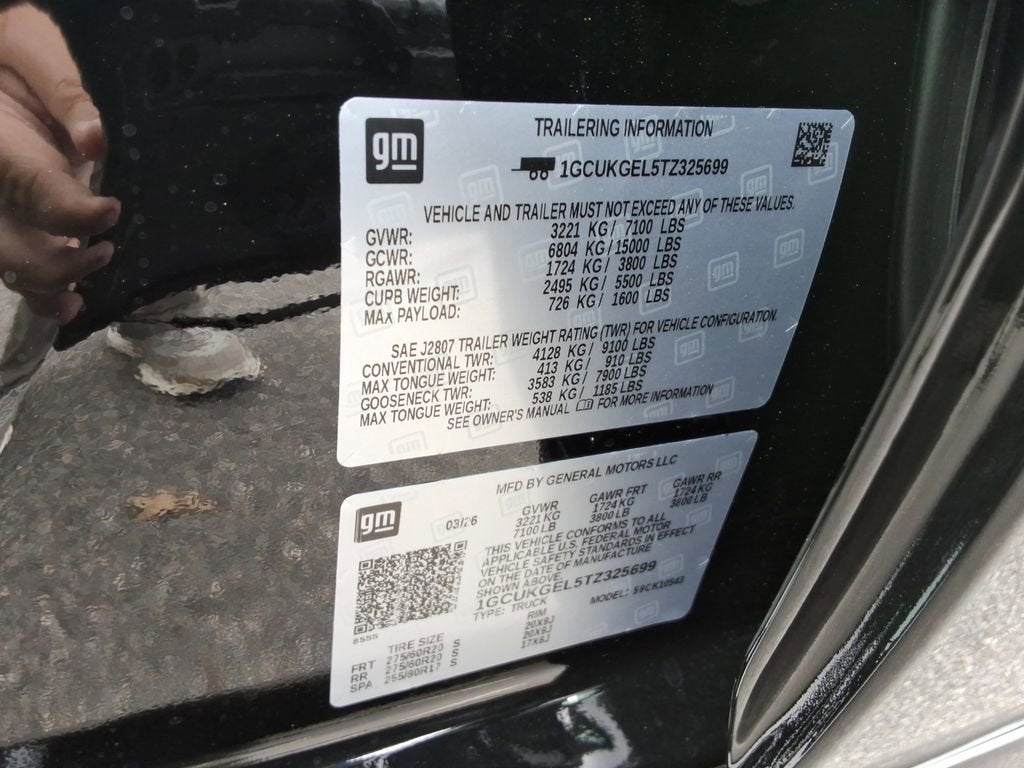 gm
TRAILERING INFORMATION
1GCUKGEL5TZ325699
VEHICLE AND TRAILER MUST NOT EXCEED ANY OF THESE VALUES.
GVWR: 3221 KG/ 7100 LBS
GCWR: 6804 KG/15000 LBS
RGAWR: 1724 KG/ 3800 LBS
CURB WEIGHT: 2495 KG/ 5500 LBS
MAX PAYLOAD: 726 KG/ 1600 LBS
SAE J2807 TRAILER WEIGHT RATING (TWR) FOR VEHICLE CONFIGURATION.
CONVENTIONAL TWR: 4128 KG/ 9100 LBS
MAX TONGUE WEIGHT: 413 KG/ 910 LBS
GOOSENECK TWR: 3583 KG/ 7900 LBS
MAX TONGUE WEIGHT: 538 KG/ 1185 LBS
SEE OWNER'S MANUAL FOR MORE INFORMATION
MFD BY GENERAL MOTORS LLC
gm
03/26
GVWR GAWR FRT GAWR RR
3221 KG 1724 KG 1724 KG
7100 LB 3800 LB 3800 LB
THIS VEHICLE CONFORMS TO ALL
APPLICABLE U.S. FEDERAL MOTOR
VEHICLE SAFETY STANDARDS IN EFFECT
ON THE DATE OF MANUFACTURE
SHOWN ABOVE.
1GCUKGEL5TZ325699
TYPE: TRUCK MODEL: S9CK10543
8555
TIRE SIZE RIM
FRT 275/60R20 S 20X9J
RR 275/60R20 S 20X9J
SPA 255/80R17 S 17X8J